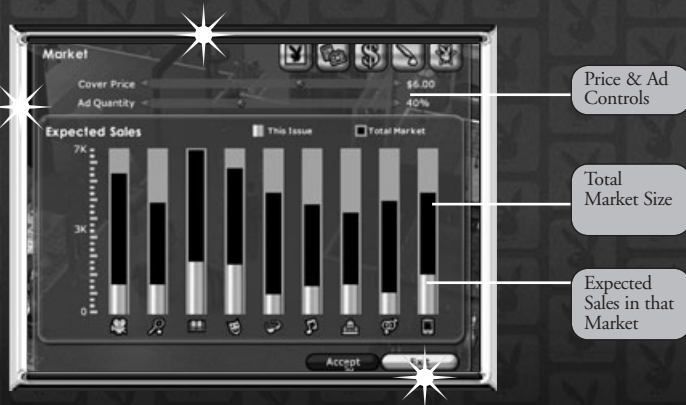 Market
Cover Price
$6.00
Ad Quantity
40%
Expected Sales
This Issue
Total Market
7K
3K
0
Accept
Exit
Price & Ad
Controls
Total
Market Size
Expected
Sales in that
Market